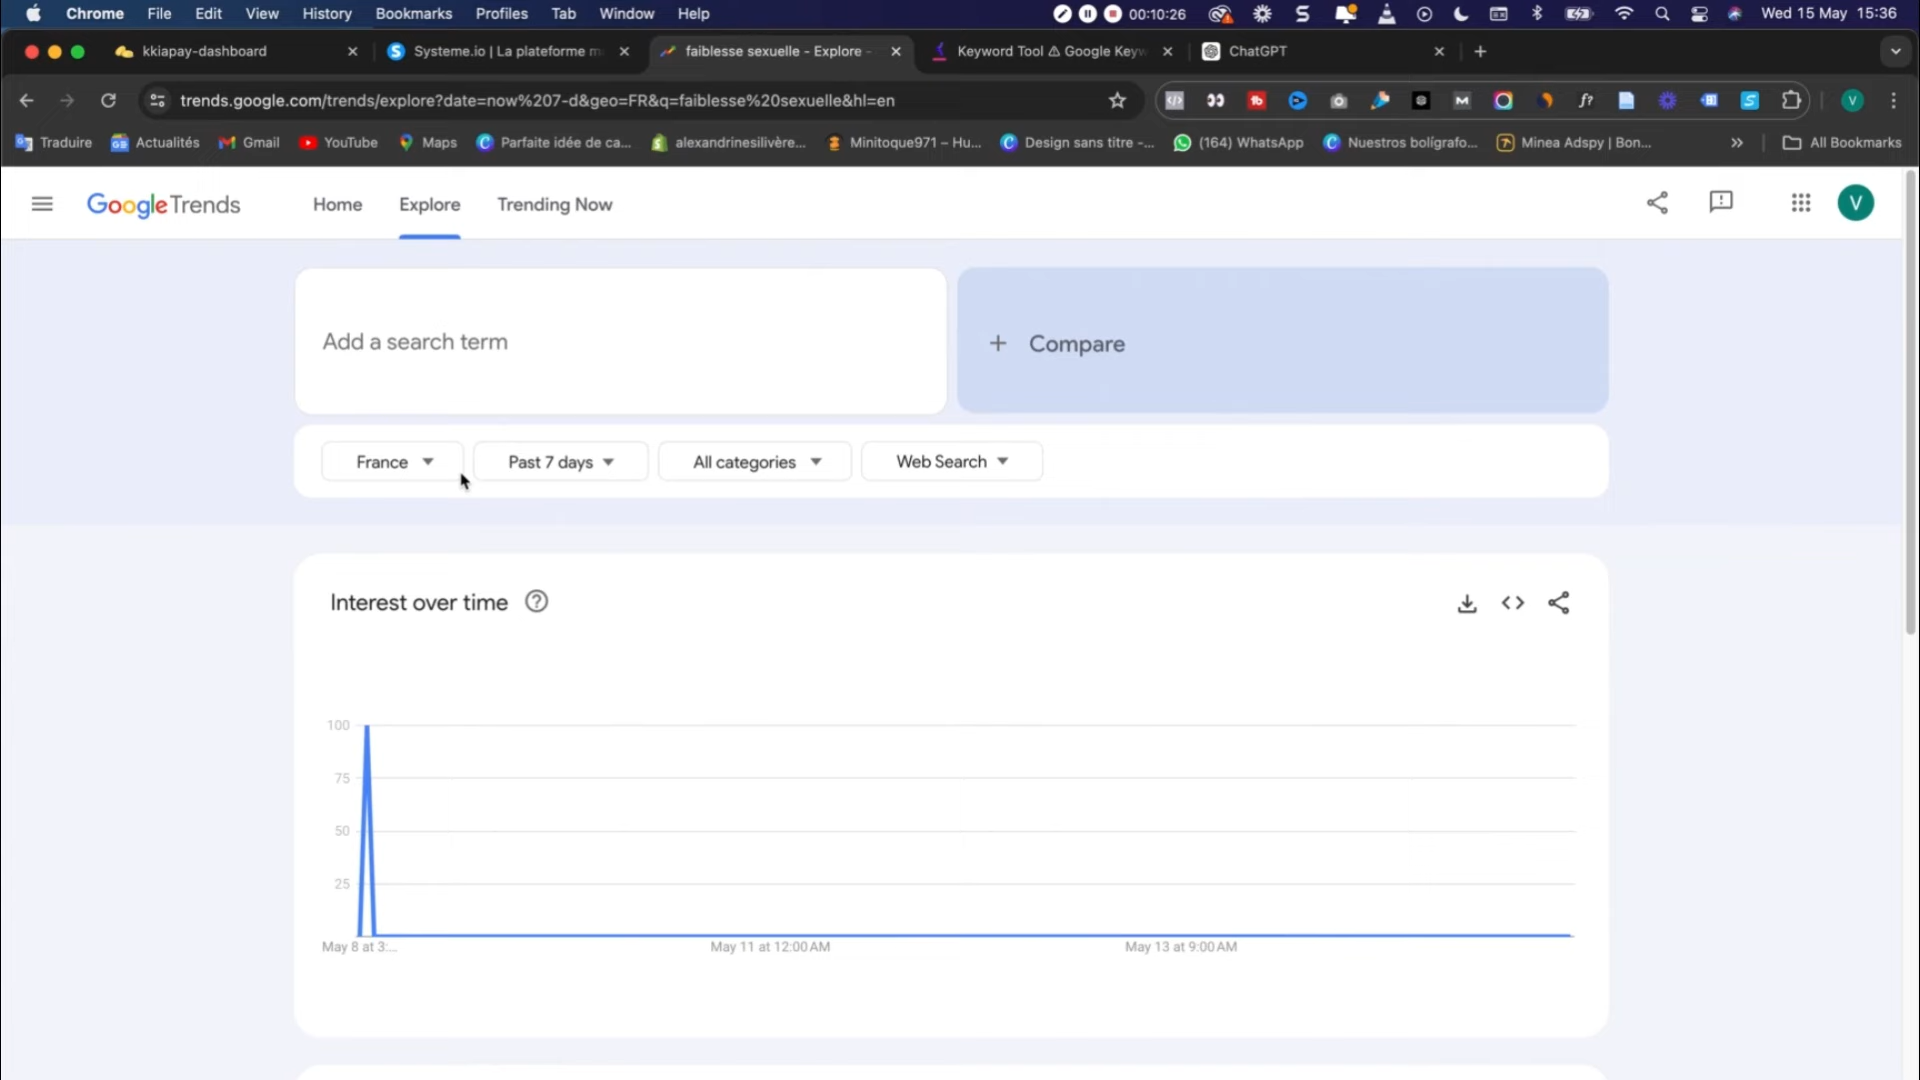 Chrome File Edit View History Bookmarks Profiles Tab Window Help 00:10:26 Wed 15 May 15:36
kkiapay-dashboard Systeme.io | La plateforme m faiblesse sexuelle - Explore - Keyword Tool ⚠ Google Keyw ChatGPT
trends.google.com/trends/explore?date=now%207-d&geo=FR&q=faiblesse%20sexuelle&hl=en
Traduire Actualités Gmail YouTube Maps Parfaite idée de ca... alexandrinesilivère... Minitoque971 – Hu... Design sans titre -... (164) WhatsApp Nuestros bolígrafo... Minea Adspy | Bon... » All Bookmarks
Google Trends Home Explore Trending Now V
Add a search term
+ Compare
France Past 7 days All categories Web Search
Interest over time
100
75
50
25
May 8 at 3:... May 11 at 12:00 AM May 13 at 9:00 AM